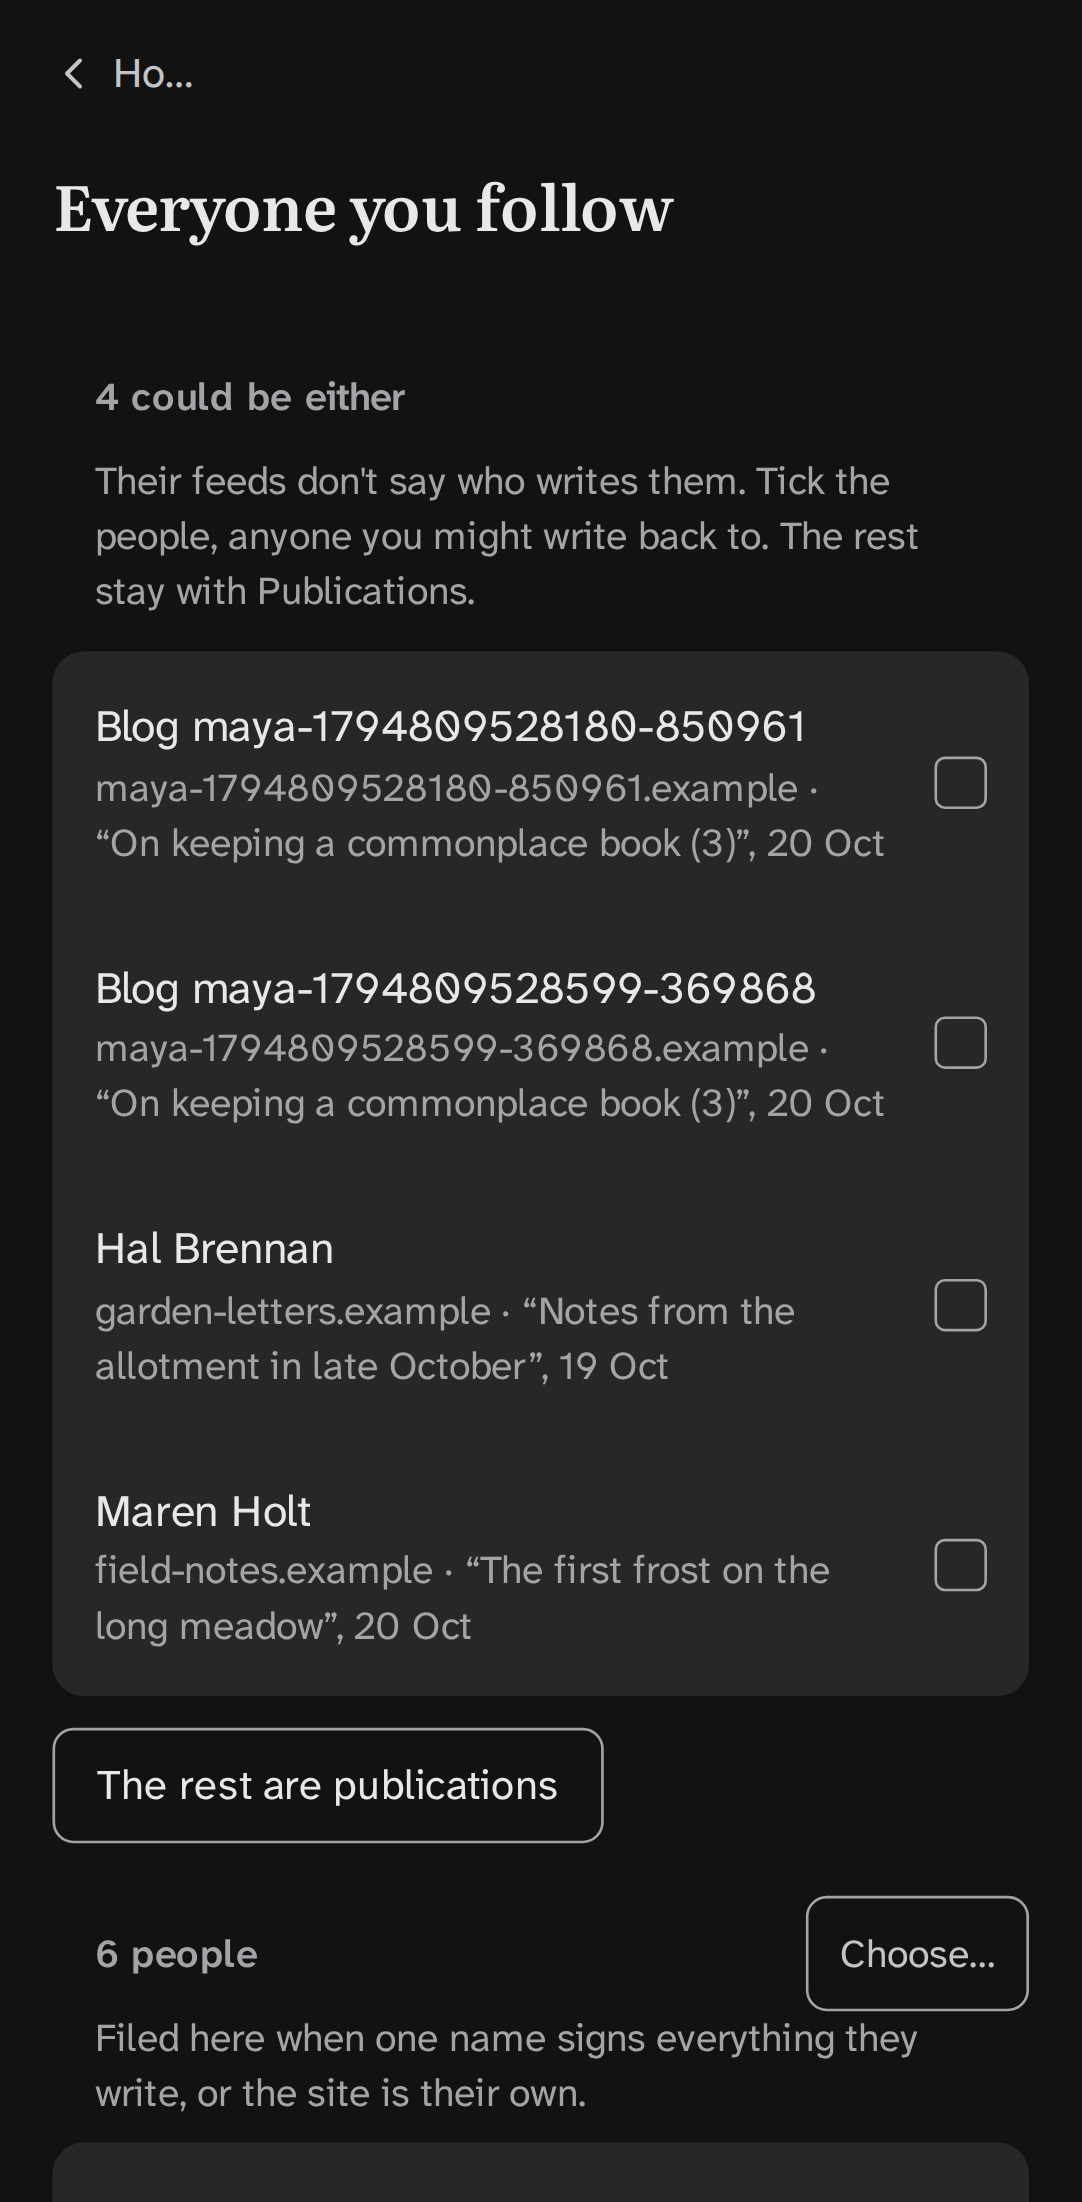 Ho...
Everyone you follow
4 could be either
Their feeds don't say who writes them. Tick the
people, anyone you might write back to. The rest
stay with Publications.
Blog maya-1794809528180-850961
maya-1794809528180-850961.example ·
“On keeping a commonplace book (3)”, 20 Oct
Blog maya-1794809528599-369868
maya-1794809528599-369868.example ·
“On keeping a commonplace book (3)”, 20 Oct
Hal Brennan
garden-letters.example · “Notes from the
allotment in late October”, 19 Oct
Maren Holt
field-notes.example · “The first frost on the
long meadow”, 20 Oct
The rest are publications
6 people
Choose...
Filed here when one name signs everything they
write, or the site is their own.